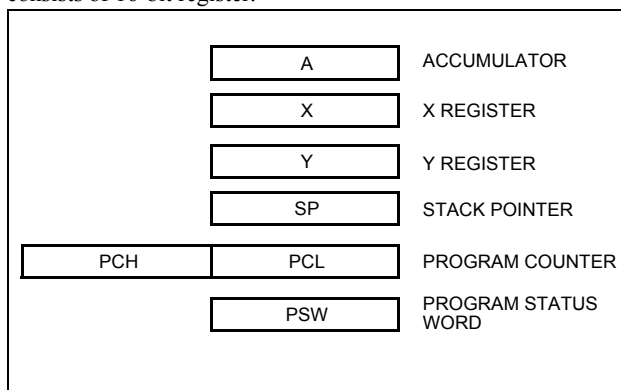 consists of 16-bit register.
A ACCUMULATOR
X X REGISTER
Y Y REGISTER
SP STACK POINTER
PCH PCL PROGRAM COUNTER
PSW PROGRAM STATUS
WORD